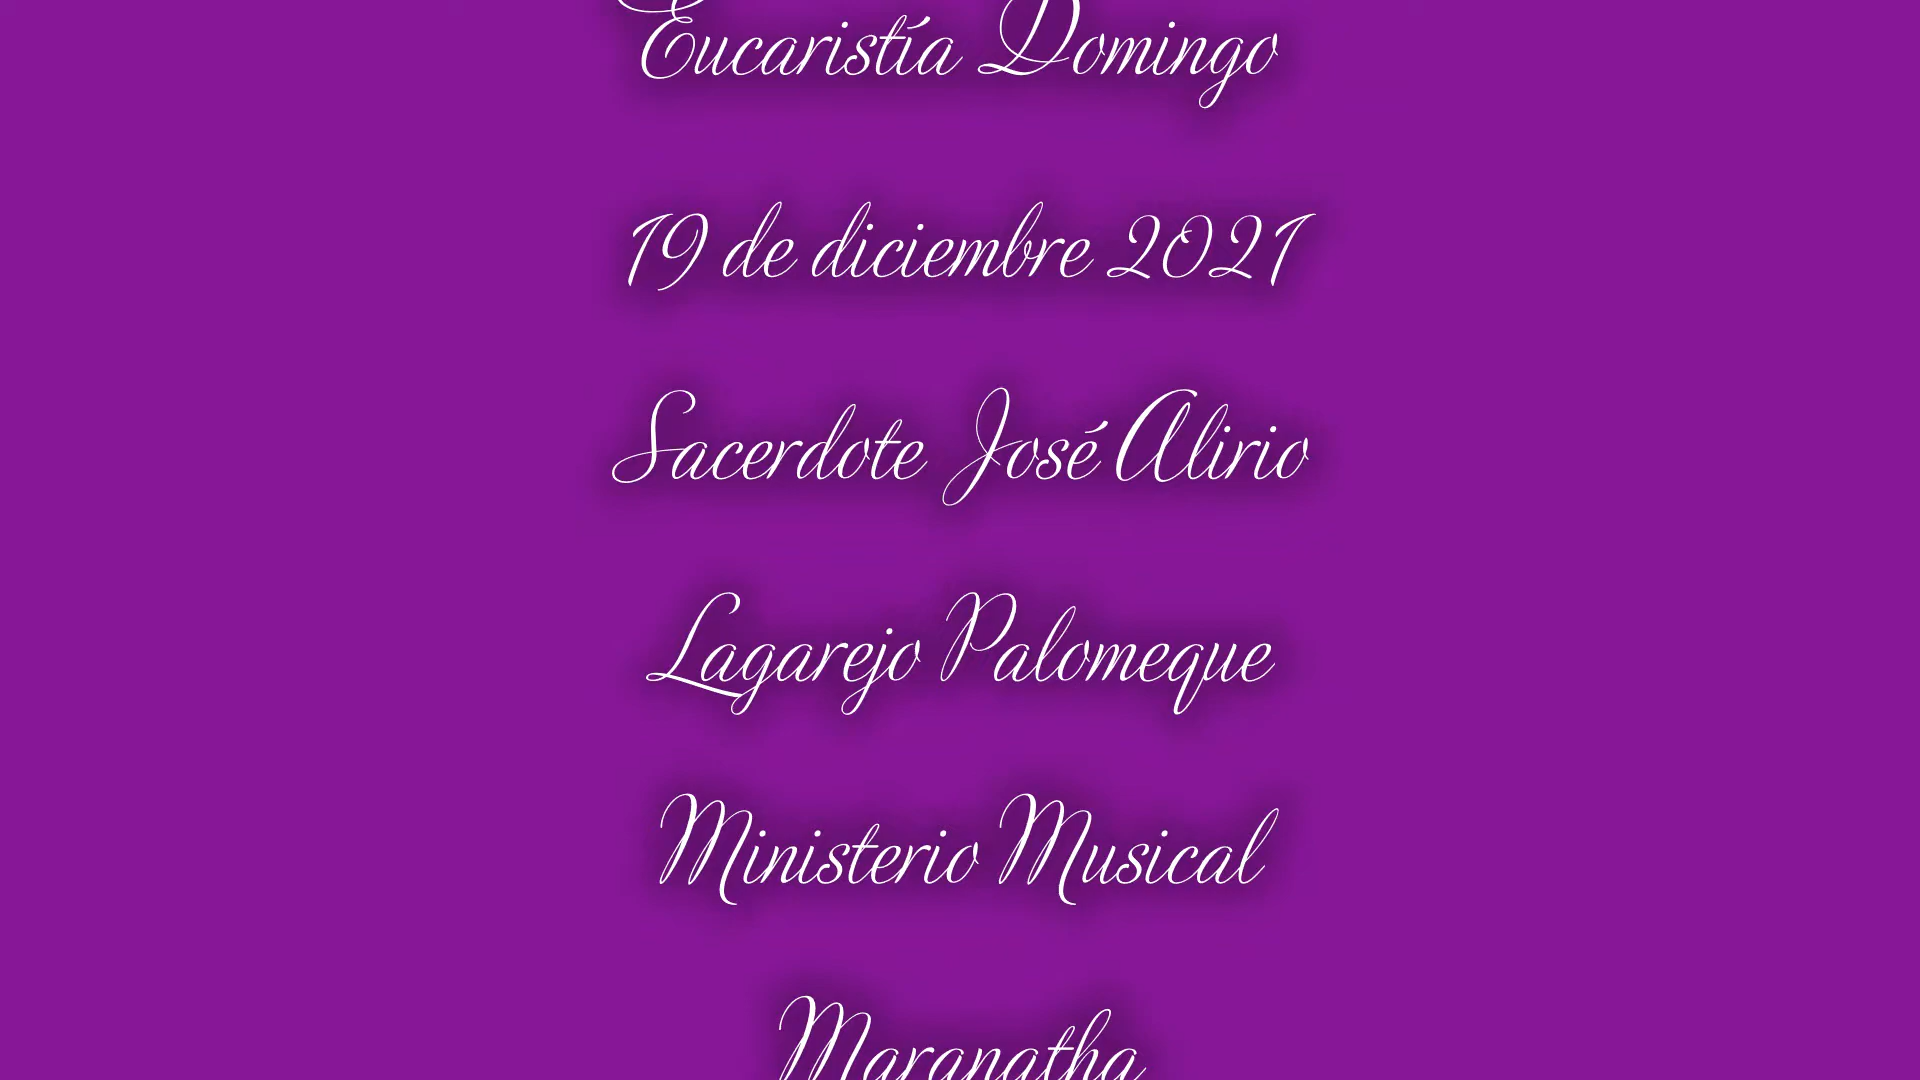 Eucaristía Domingo
19 de diciembre 2021
Sacerdote José Alirio
Lagarejo Palomeque
Ministerio Musical
Maranatha